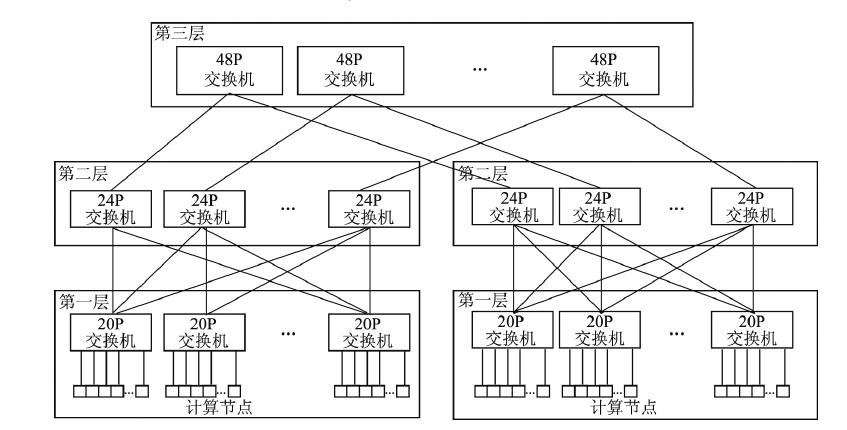 第三层
48P 48P 48P
交换机 交换机 ... 交换机
第二层 第二层
24P 24P 24P 24P 24P 24P
交换机 交换机 ... 交换机 交换机 交换机 ... 交换机
第一层 第一层
20P 20P 20P 20P 20P 20P
交换机 交换机 ... 交换机 交换机 交换机 ... 交换机
... ... ... ... ... ...
计算节点 计算节点